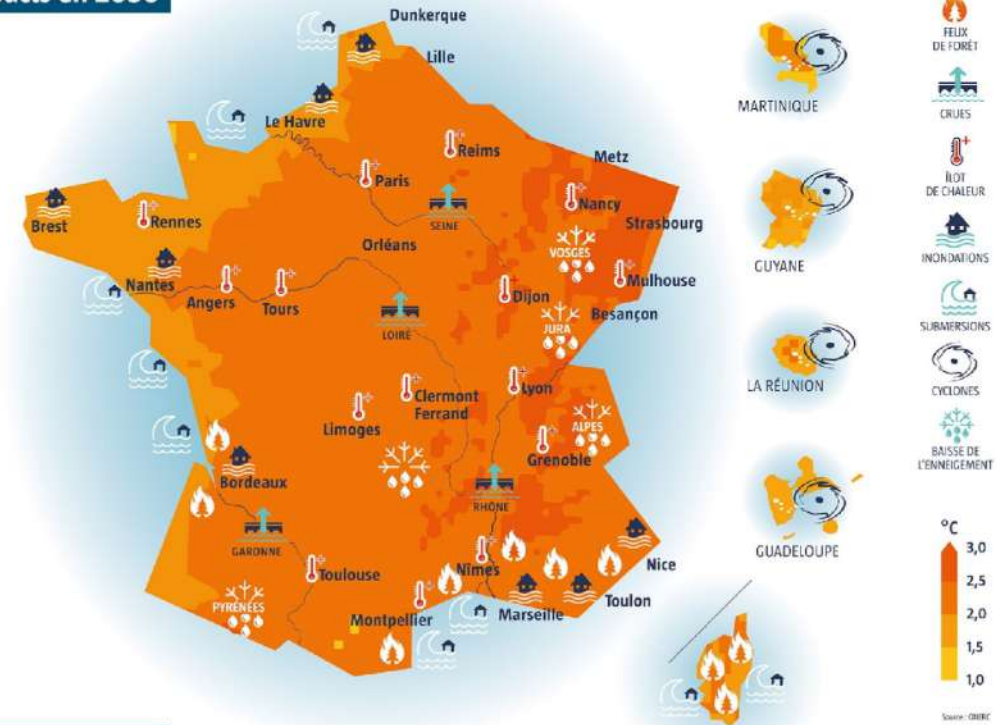 en 2050
Dunkerque
Lille
Le Havre
Reims
Metz
Paris
Nancy
Strasbourg
SEINE
Brest
Rennes
Orléans
VOSGES
Nantes
Angers
Tours
Dijon
Mulhouse
Besançon
LOIRE
JURA
Clermont
Ferrand
Lyon
Limoges
ALPES
Grenoble
Bordeaux
RHÔNE
GARONNE
Toulouse
Nîmes
Nice
PYRÉNÉES
Montpellier
Marseille
Toulon
MARTINIQUE
GUYANE
LA RÉUNION
GUADELOUPE
FEUX
DE FORÊT
CRUES
ÎLOT
DE CHALEUR
INONDATIONS
SUBMERSIONS
CYCLONES
BAISSE DE
L'ENNEIGEMENT
°C
3,0
2,5
2,0
1,5
1,0
Source : ONERC